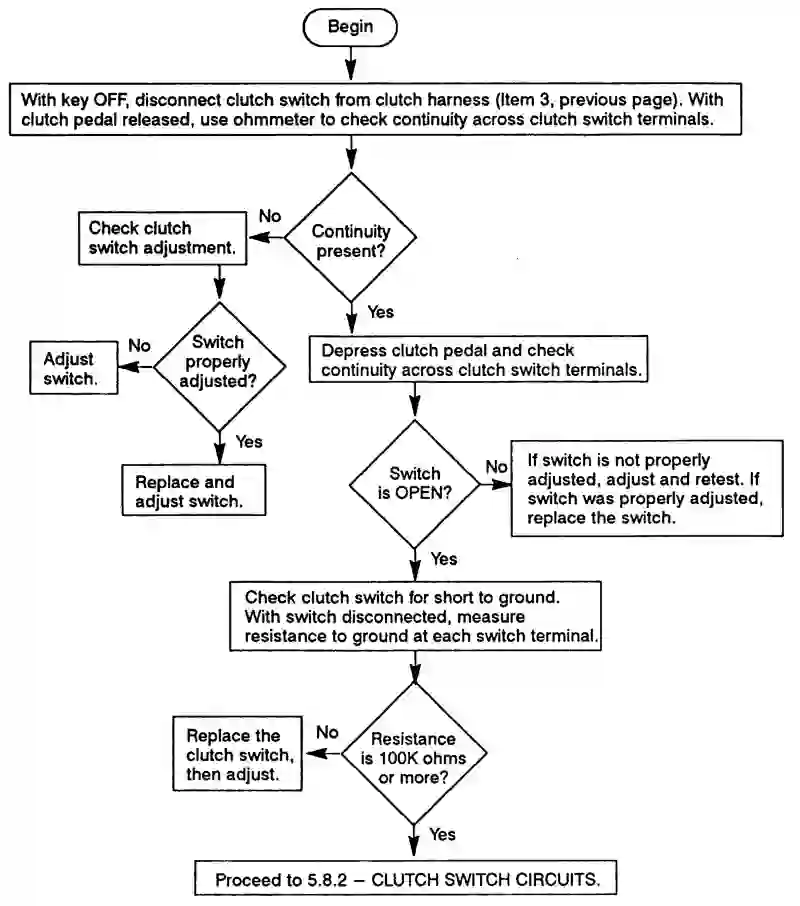 Begin
With key OFF, disconnect clutch switch from clutch harness (Item 3, previous page). With
clutch pedal released, use ohmmeter to check continuity across clutch switch terminals.
Continuity
present?
No
Check clutch
switch adjustment.
Switch
properly
adjusted?
No
Adjust
switch.
Yes
Replace and
adjust switch.
Yes
Depress clutch pedal and check
continuity across clutch switch terminals.
Switch
is OPEN?
No
If switch is not properly
adjusted, adjust and retest. If
switch was properly adjusted,
replace the switch.
Yes
Check clutch switch for short to ground.
With switch disconnected, measure
resistance to ground at each switch terminal.
Resistance
is 100K ohms
or more?
No
Replace the
clutch switch,
then adjust.
Yes
Proceed to 5.8.2 – CLUTCH SWITCH CIRCUITS.